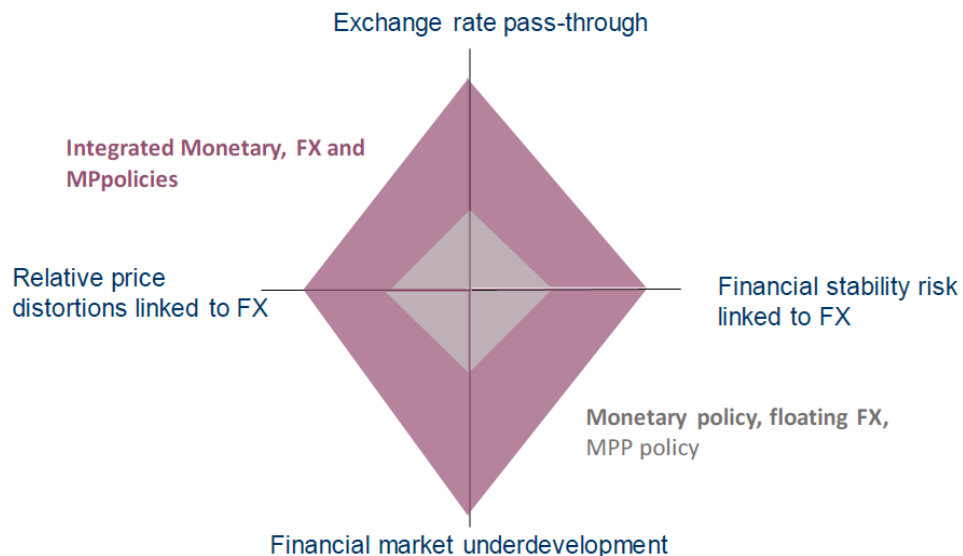 Exchange rate pass-through
Integrated Monetary, FX and
MPpolicies
Relative price
distortions linked to FX
Financial stability risk
linked to FX
Monetary policy, floating FX,
MPP policy
Financial market underdevelopment